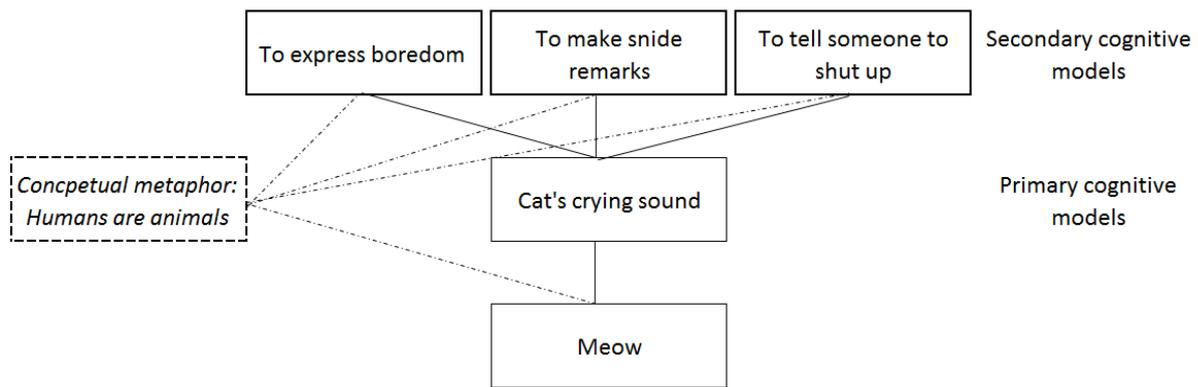 To express boredom
To make snide
remarks
To tell someone to
shut up
Secondary cognitive
models
Concpetual metaphor:
Humans are animals
Cat's crying sound
Primary cognitive
models
Meow